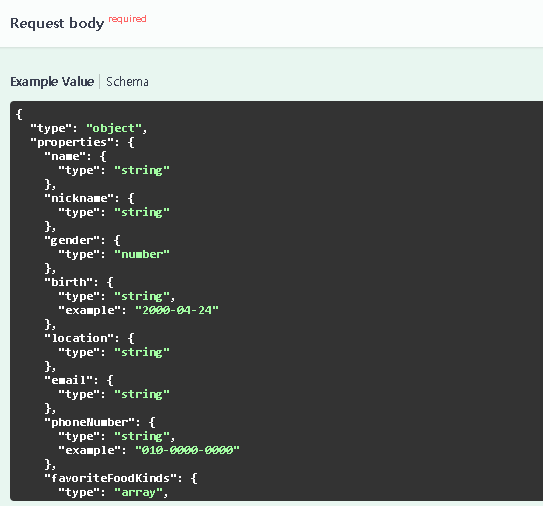 Request body required
Example Value | Schema
{
  "type": "object",
  "properties": {
    "name": {
      "type": "string"
    },
    "nickname": {
      "type": "string"
    },
    "gender": {
      "type": "number"
    },
    "birth": {
      "type": "string",
      "example": "2000-04-24"
    },
    "location": {
      "type": "string"
    },
    "email": {
      "type": "string"
    },
    "phoneNumber": {
      "type": "string",
      "example": "010-0000-0000"
    },
    "favoriteFoodKinds": {
      "type": "array",